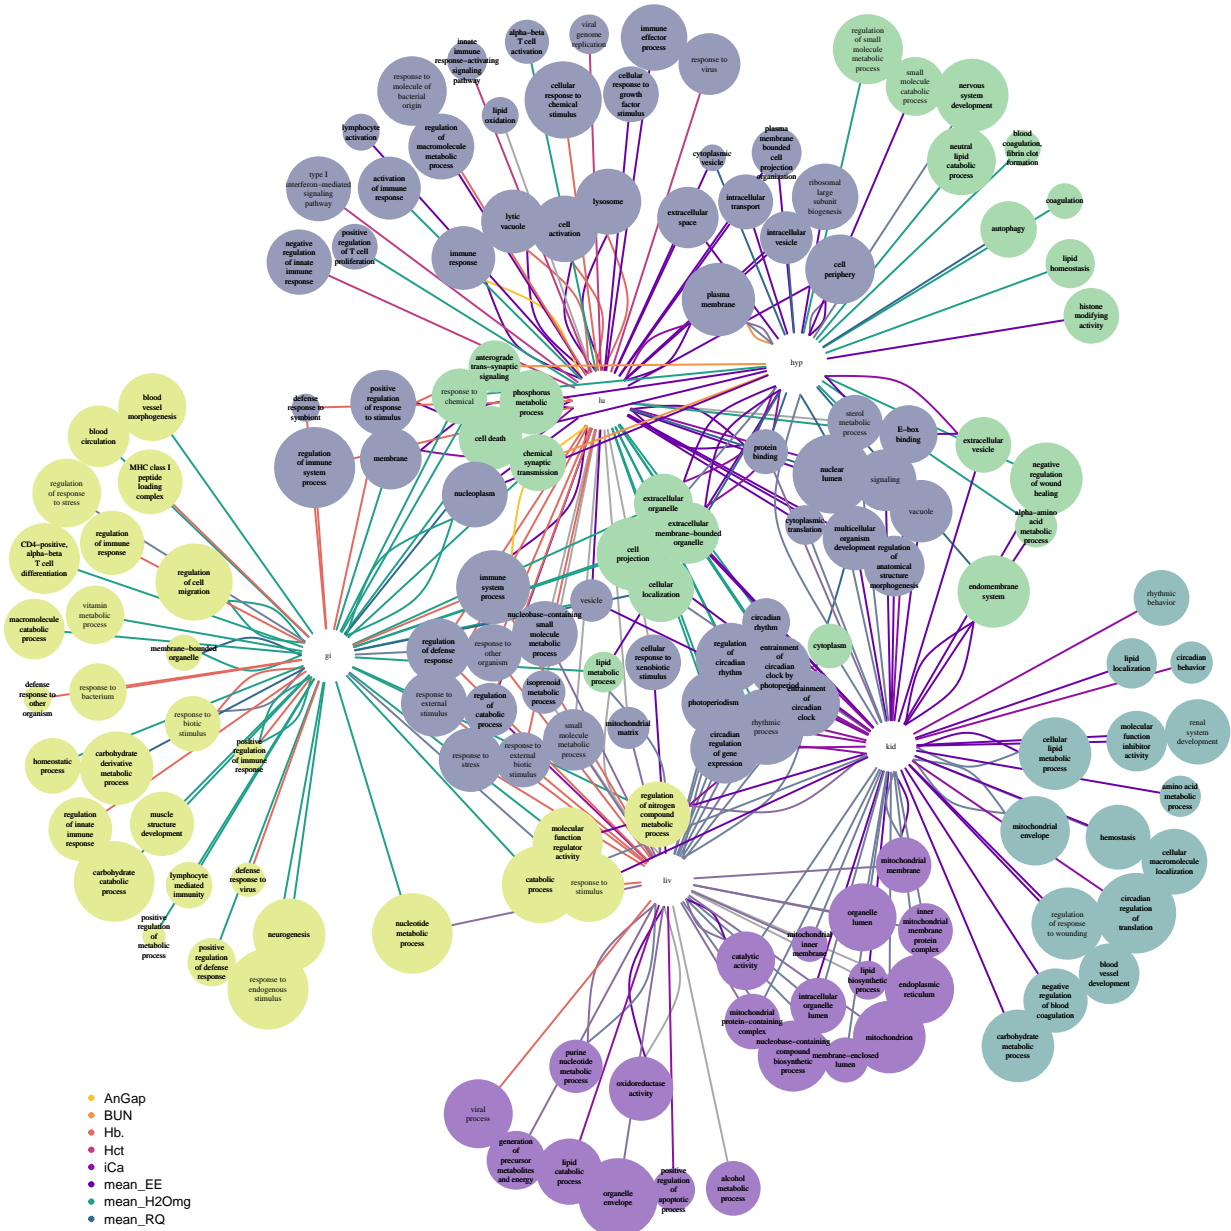 viral
genome
replication
alpha−beta
T cell
activation
immune
effector
process
innate
immune
response−activating
signaling
pathway
response to
virus
regulation
of small
molecule
metabolic
process
small
molecule
catabolic
process
nervous
system
development
response to
molecule of
bacterial
origin
cellular
response to
chemical
stimulus
cellular
response to
growth
factor
stimulus
lipid
oxidation
lymphocyte
activation
regulation
of
macromolecule
metabolic
process
plasma
membrane
bounded
cell
projection
organization
cytoplasmic
vesicle
neutral
lipid
catabolic
process
blood
coagulation,
fibrin clot
formation
type I
interferon−mediated
signaling
pathway
activation
of immune
response
lysosome
intracellular
transport
ribosomal
large
subunit
biogenesis
coagulation
lytic
vacuole
cell
activation
extracellular
space
intracellular
vesicle
autophagy
negative
regulation
of innate
immune
response
positive
regulation
of T cell
proliferation
immune
response
cell
periphery
lipid
homeostasis
plasma
membrane
histone
modifying
activity
hyp
anterograde
trans−synaptic
signaling
response to
chemical
phosphorus
metabolic
process
lu
defense
response to
symbiont
positive
regulation
of response
to stimulus
blood
vessel
morphogenesis
blood
circulation
cell death
chemical
synaptic
transmission
sterol
metabolic
process
E−box
binding
protein
binding
extracellular
vesicle
regulation
of immune
system
process
membrane
MHC class I
peptide
loading
complex
regulation
of response
to stress
nucleoplasm
nuclear
lumen
signaling
negative
regulation
of wound
healing
extracellular
organelle
vacuole
alpha−amino
acid
metabolic
process
CD4−positive,
alpha−beta
T cell
differentiation
regulation
of immune
response
extracellular
membrane−bounded
organelle
cytoplasmic
translation
multicellular
organism
development
regulation
of
anatomical
structure
morphogenesis
cell
projection
regulation
of cell
migration
immune
system
process
cellular
localization
endomembrane
system
vitamin
metabolic
process
macromolecule
catabolic
process
vesicle
nucleobase−containing
small
molecule
metabolic
process
circadian
rhythm
rhythmic
behavior
membrane−bounded
organelle
gi
regulation
of defense
response
response to
other
organism
lipid
metabolic
process
cellular
response to
xenobiotic
stimulus
regulation
of
circadian
rhythm
entrainment
of
circadian
clock by
photoperiod
cytoplasm
lipid
localization
circadian
behavior
defense
response to
other
organism
response to
bacterium
response to
external
stimulus
regulation
of
catabolic
process
isoprenoid
metabolic
process
photoperiodism
entrainment
of
circadian
clock
response to
biotic
stimulus
small
molecule
metabolic
process
mitochondrial
matrix
rhythmic
process
molecular
function
inhibitor
activity
renal
system
development
homeostatic
process
carbohydrate
derivative
metabolic
process
positive
regulation
of immune
response
response to
stress
response to
external
biotic
stimulus
circadian
regulation
of gene
expression
kid
cellular
lipid
metabolic
process
amino acid
metabolic
process
regulation
of innate
immune
response
muscle
structure
development
regulation
of nitrogen
compound
metabolic
process
molecular
function
regulator
activity
mitochondrial
envelope
hemostasis
carbohydrate
catabolic
process
lymphocyte
mediated
immunity
defense
response to
virus
catabolic
process
response to
stimulus
liv
mitochondrial
membrane
cellular
macromolecule
localization
positive
regulation
of
metabolic
process
neurogenesis
nucleotide
metabolic
process
organelle
lumen
inner
mitochondrial
membrane
protein
complex
regulation
of response
to wounding
circadian
regulation
of
translation
positive
regulation
of defense
response
response to
endogenous
stimulus
catalytic
activity
mitochondrial
inner
membrane
lipid
biosynthetic
process
endoplasmic
reticulum
blood
vessel
development
negative
regulation
of blood
coagulation
mitochondrial
protein−containing
complex
intracellular
organelle
lumen
carbohydrate
metabolic
process
nucleobase−containing
compound
biosynthetic
process
membrane−enclosed
lumen
mitochondrion
purine
nucleotide
metabolic
process
oxidoreductase
activity
viral
process
generation
of
precursor
metabolites
and energy
lipid
catabolic
process
organelle
envelope
positive
regulation
of
apoptotic
process
alcohol
metabolic
process
AnGap
BUN
Hb.
Hct
iCa
mean_EE
mean_H2Omg
mean_RQ